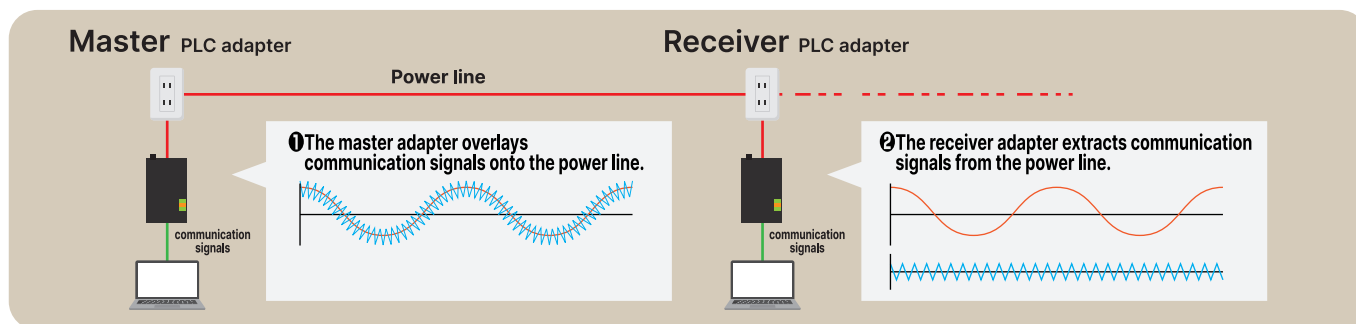 Master PLC adapter
Receiver PLC adapter
Power line
❶The master adapter overlays
communication signals onto the power line.
communication
signals
❷The receiver adapter extracts communication
signals from the power line.
communication
signals